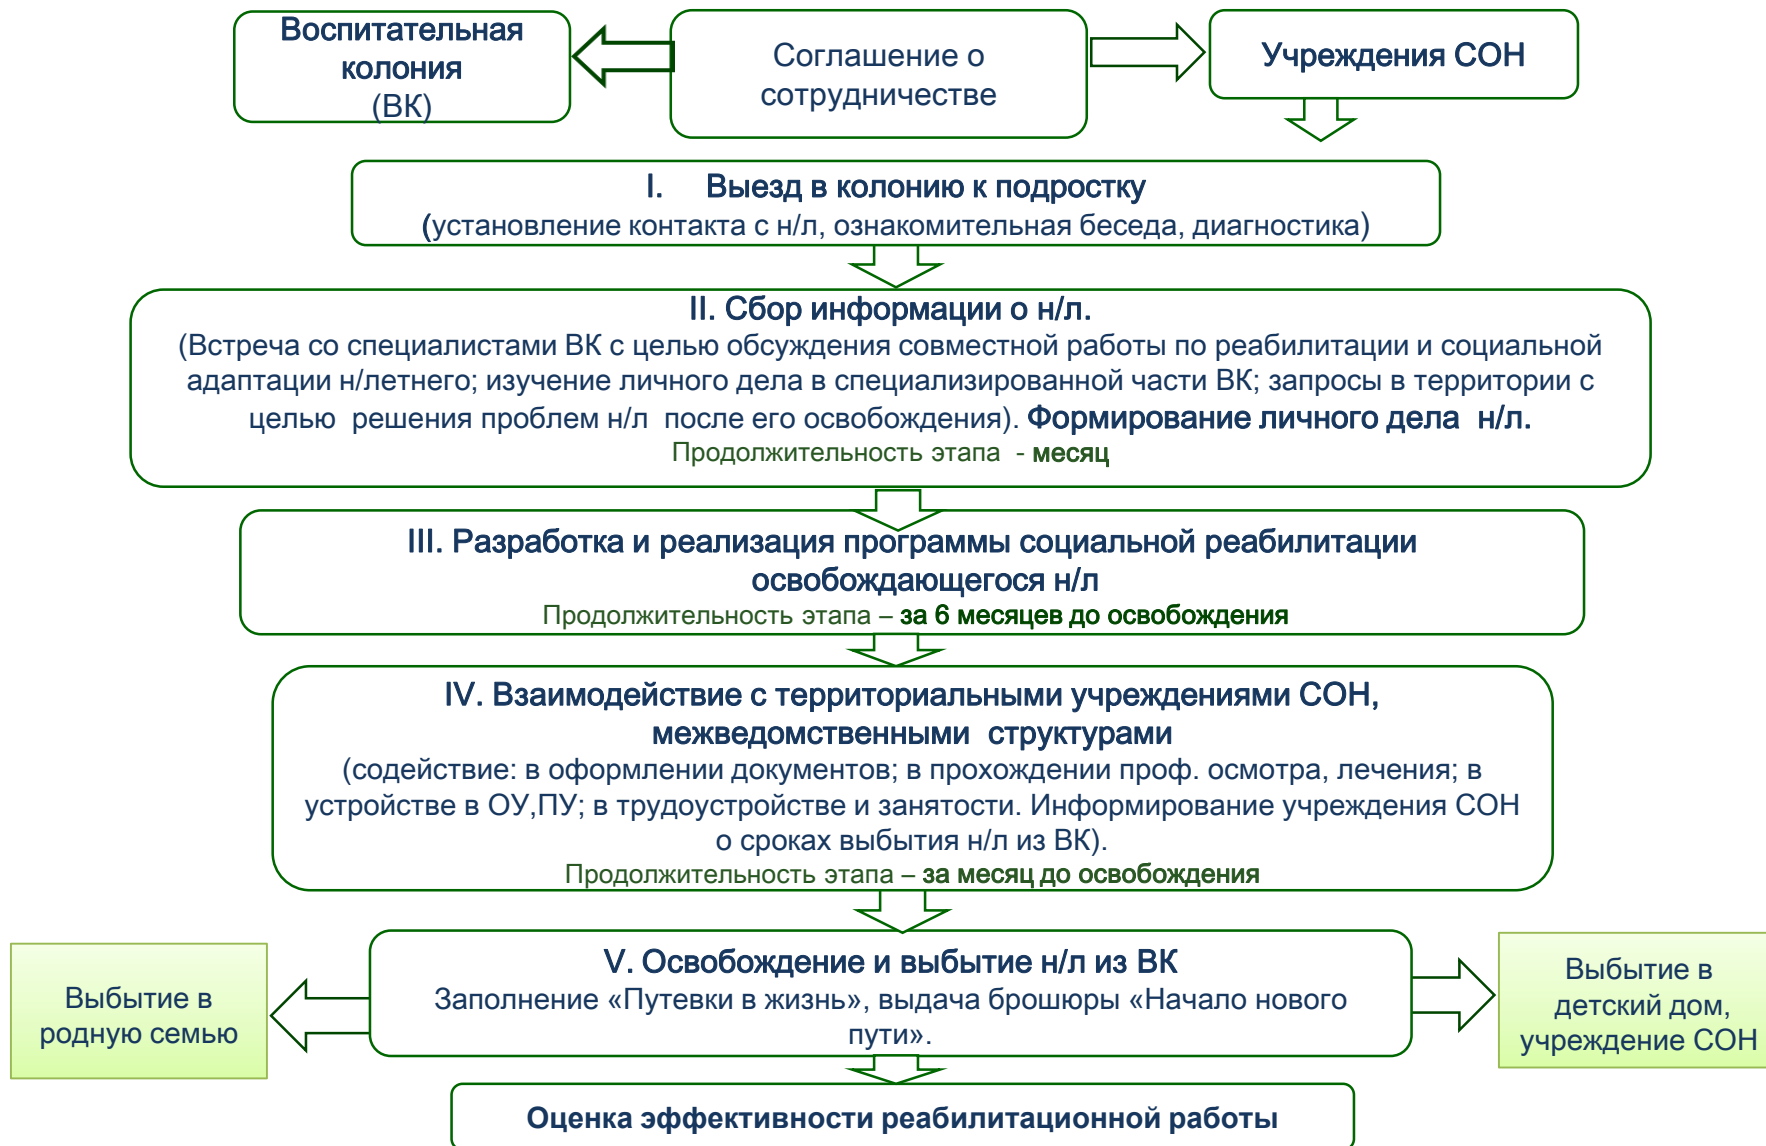 Воспитательная
колония
(ВК)
Соглашение о
сотрудничестве
Учреждения СОН
I. Выезд в колонию к подростку
(установление контакта с н/л, ознакомительная беседа, диагностика)
II. Сбор информации о н/л.
(Встреча со специалистами ВК с целью обсуждения совместной работы по реабилитации и социальной
адаптации н/летнего; изучение личного дела в специализированной части ВК; запросы в территории с
целью решения проблем н/л после его освобождения). Формирование личного дела н/л.
Продолжительность этапа - месяц
III. Разработка и реализация программы социальной реабилитации
освобождающегося н/л
Продолжительность этапа – за 6 месяцев до освобождения
IV. Взаимодействие с территориальными учреждениями СОН,
межведомственными структурами
(содействие: в оформлении документов; в прохождении проф. осмотра, лечения; в
устройстве в ОУ,ПУ; в трудоустройстве и занятости. Информирование учреждения СОН
о сроках выбытия н/л из ВК).
Продолжительность этапа – за месяц до освобождения
V. Освобождение и выбытие н/л из ВК
Заполнение «Путевки в жизнь», выдача брошюры «Начало нового
пути».
Выбытие в
родную семью
Выбытие в
детский дом,
учреждение СОН
Оценка эффективности реабилитационной работы